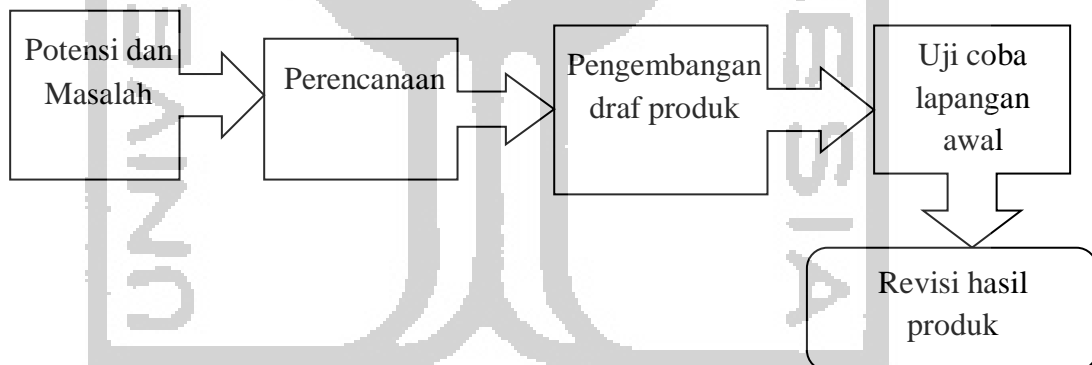 Potensi dan
Masalah
Perencanaan
Pengembangan
draf produk
Uji coba
lapangan
awal
Revisi hasil
produk